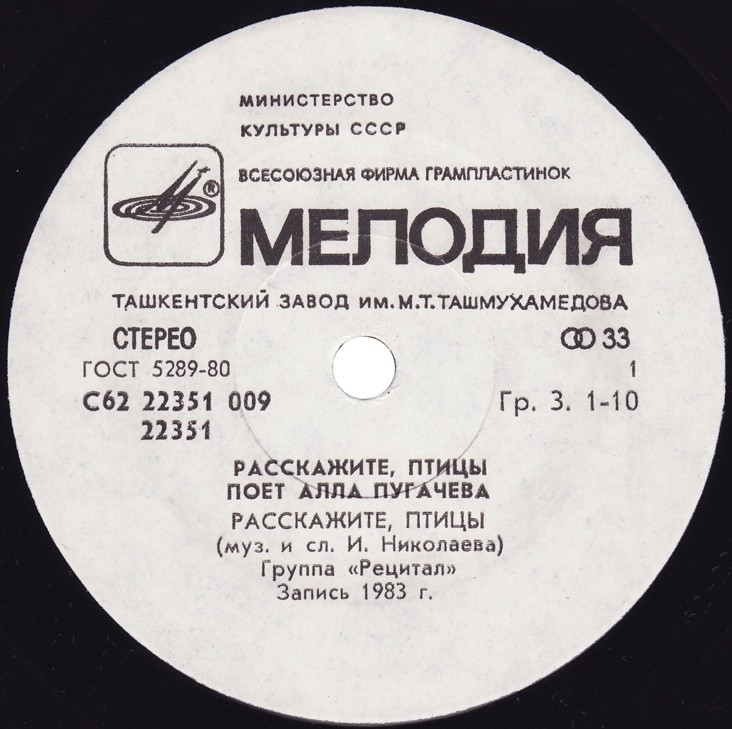 МИНИСТЕРСТВО
КУЛЬТУРЫ СССР
ВСЕСОЮЗНАЯ ФИРМА ГРАМПЛАСТИНОК
®
МЕЛОДИЯ
ТАШКЕНТСКИЙ ЗАВОД ИМ. М.Т. ТАШМУХАМЕДОВА
СТЕРЕО 33
ГОСТ 5289-80 1
С62 22351 009 Гр. 3. 1-10
22351
РАССКАЖИТЕ, ПТИЦЫ
ПОЕТ АЛЛА ПУГАЧЕВА
РАССКАЖИТЕ, ПТИЦЫ
(муз. и сл. И. Николаева)
Группа «Рецитал»
Запись 1983 г.